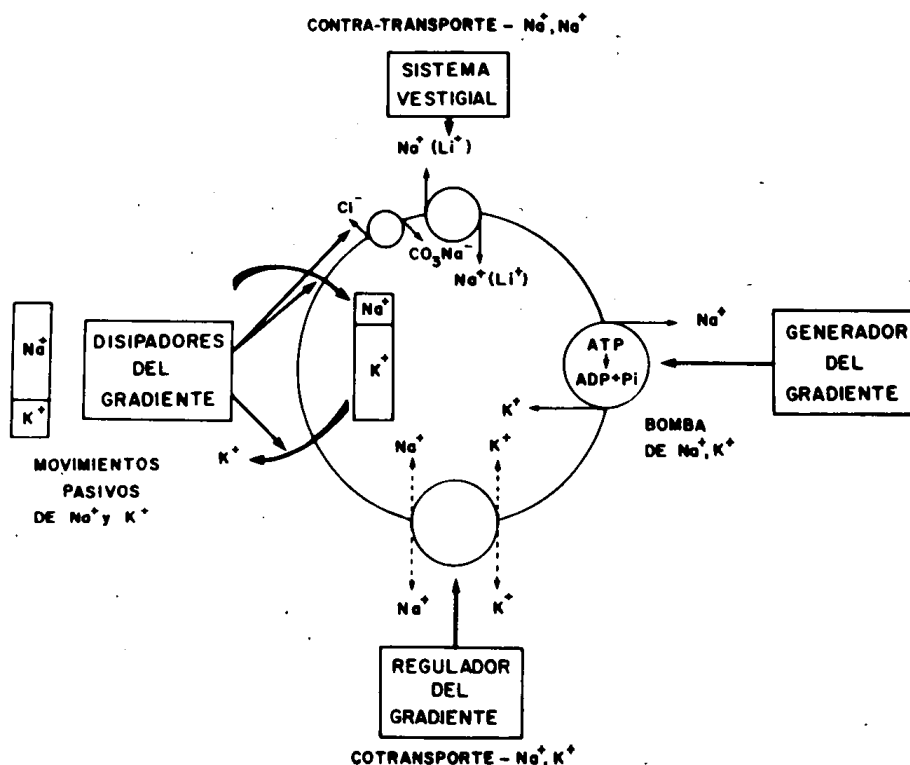 CONTRA-TRANSPORTE - Na⁺, Na⁺
SISTEMA
VESTIGIAL
Na⁺ (Li⁺)
Cl⁻
CO₃Na⁻
Na⁺(Li⁺)
Na⁺
K⁺
DISIPADORES
DEL
GRADIENTE
Na⁺
K⁺
K⁺
MOVIMIENTOS
PASIVOS
DE Na⁺ y K⁺
ATP
ADP+Pi
Na⁺
K⁺
GENERADOR
DEL
GRADIENTE
BOMBA
DE Na⁺, K⁺
Na⁺
K⁺
Na⁺
K⁺
REGULADOR
DEL
GRADIENTE
COTRANSPORTE - Na⁺, K⁺